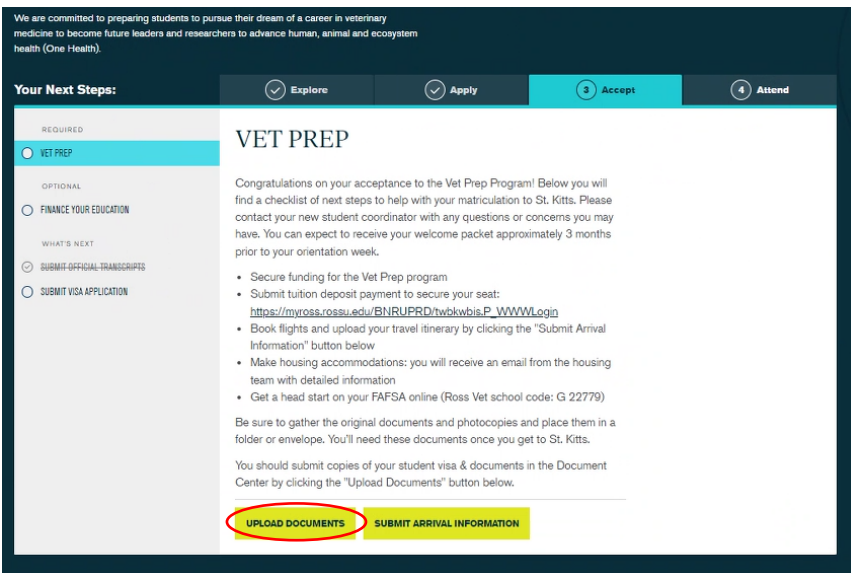 We are committed to preparing students to pursue their dream of a career in veterinary
medicine to become future leaders and researchers to advance human, animal and ecosystem
health (One Health).
Your Next Steps:
Explore
Apply
3 Accept
4 Attend
REQUIRED
VET PREP
OPTIONAL
FINANCE YOUR EDUCATION
WHAT'S NEXT
SUBMIT OFFICIAL TRANSCRIPTS
SUBMIT VISA APPLICATION
VET PREP
Congratulations on your acceptance to the Vet Prep Program! Below you will
find a checklist of next steps to help with your matriculation to St. Kitts. Please
contact your new student coordinator with any questions or concerns you may
have. You can expect to receive your welcome packet approximately 3 months
prior to your orientation week.
• Secure funding for the Vet Prep program
• Submit tuition deposit payment to secure your seat:
https://myross.rossu.edu/BNRUPRD/twbkwbis.P_WWWLogin
• Book flights and upload your travel itinerary by clicking the "Submit Arrival
Information" button below
• Make housing accommodations: you will receive an email from the housing
team with detailed information
• Get a head start on your FAFSA online (Ross Vet school code: G 22779)
Be sure to gather the original documents and photocopies and place them in a
folder or envelope. You'll need these documents once you get to St. Kitts.
You should submit copies of your student visa & documents in the Document
Center by clicking the "Upload Documents" button below.
UPLOAD DOCUMENTS
SUBMIT ARRIVAL INFORMATION